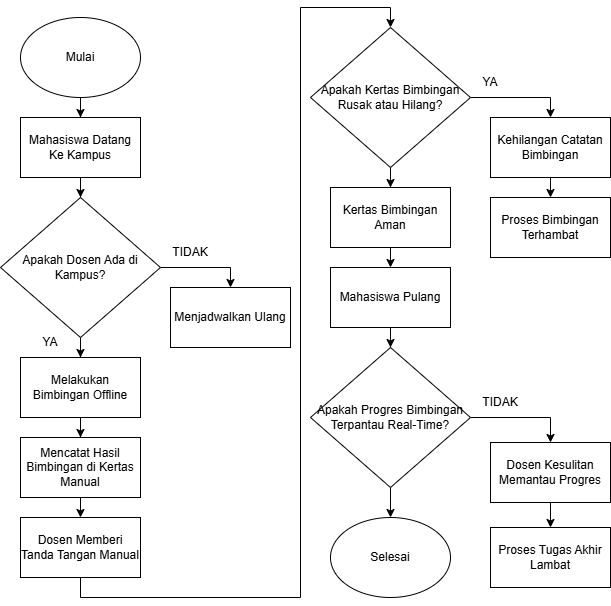 Mulai
Mahasiswa Datang
Ke Kampus
Apakah Dosen Ada di
Kampus?
TIDAK
Menjadwalkan Ulang
YA
Melakukan
Bimbingan Offline
Mencatat Hasil
Bimbingan di Kertas
Manual
Dosen Memberi
Tanda Tangan Manual
Apakah Kertas Bimbingan
Rusak atau Hilang?
YA
Kehilangan Catatan
Bimbingan
Proses Bimbingan
Terhambat
Kertas Bimbingan
Aman
Mahasiswa Pulang
Apakah Progres Bimbingan
Terpantau Real-Time?
TIDAK
Dosen Kesulitan
Memantau Progres
Proses Tugas Akhir
Lambat
Selesai